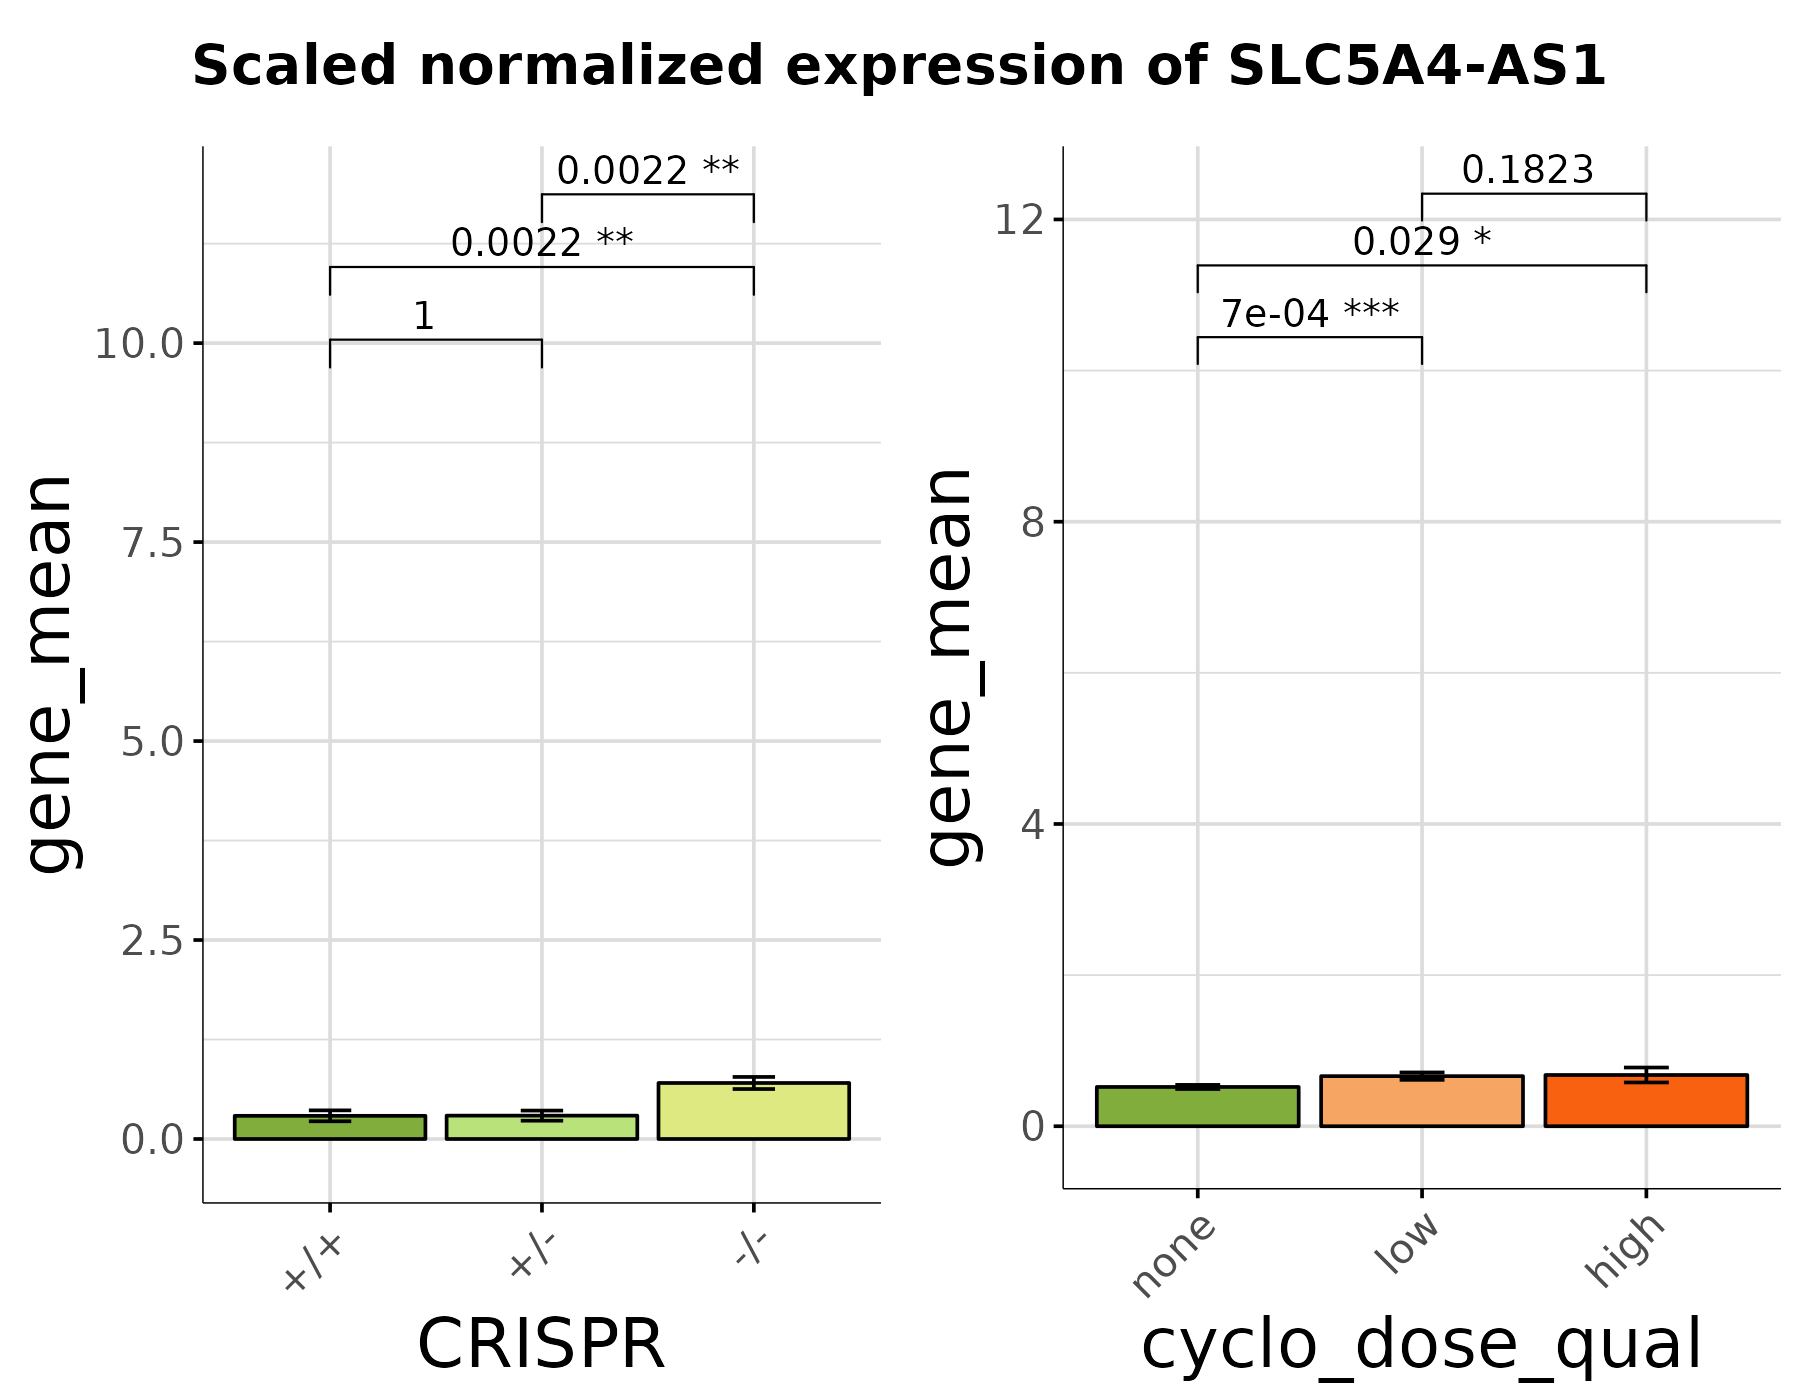 Scaled normalized expression of SLC5A4-AS1
gene_mean
10.0
7.5
5.0
2.5
0.0
0.0022 **
0.0022 **
1
+/+
+/-
-/-
CRISPR
gene_mean
12
8
4
0
0.1823
0.029 *
7e-04 ***
none
low
high
cyclo_dose_qual